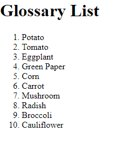 Glossary List
1. Potato
2. Tomato
3. Eggplant
4. Green Paper
5. Corn
6. Carrot
7. Mushroom
8. Radish
9. Broccoli
10. Cauliflower